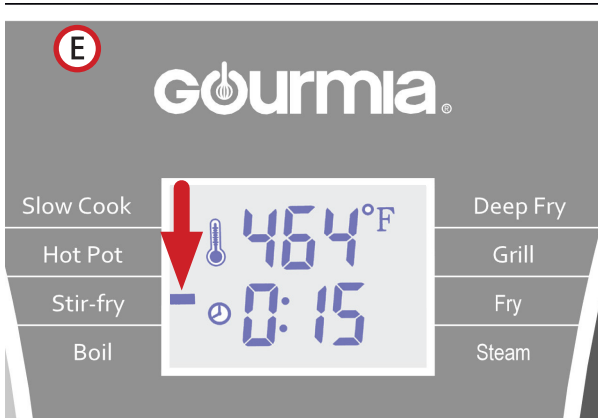 E
Gourmia®
Slow Cook
Hot Pot
Stir-fry
Boil
464°F
0:15
Deep Fry
Grill
Fry
Steam